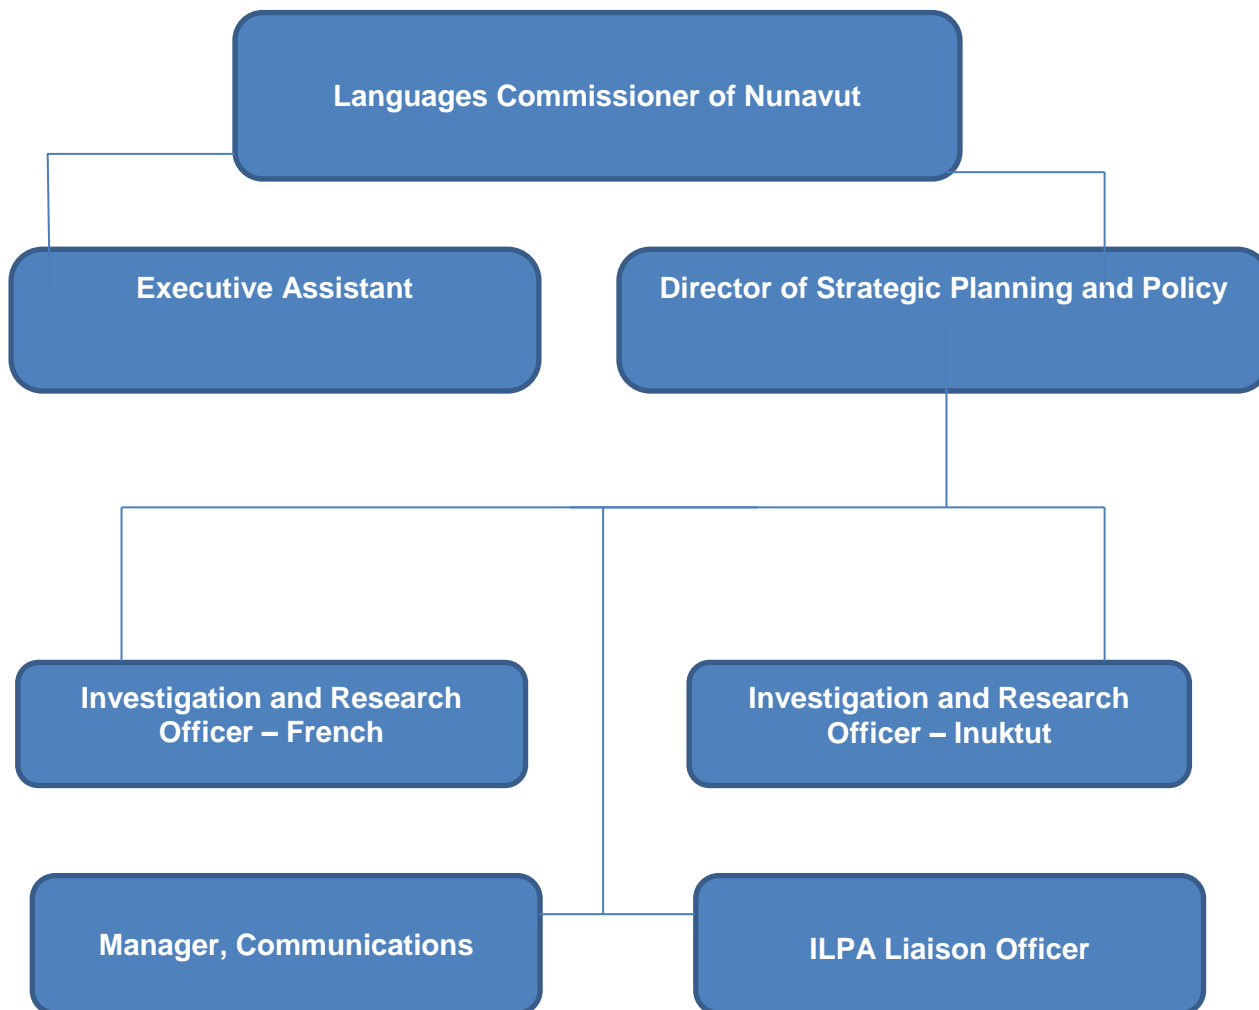 Languages Commissioner of Nunavut
Executive Assistant
Director of Strategic Planning and Policy
Investigation and Research
Officer – French
Investigation and Research
Officer – Inuktut
Manager, Communications
ILPA Liaison Officer